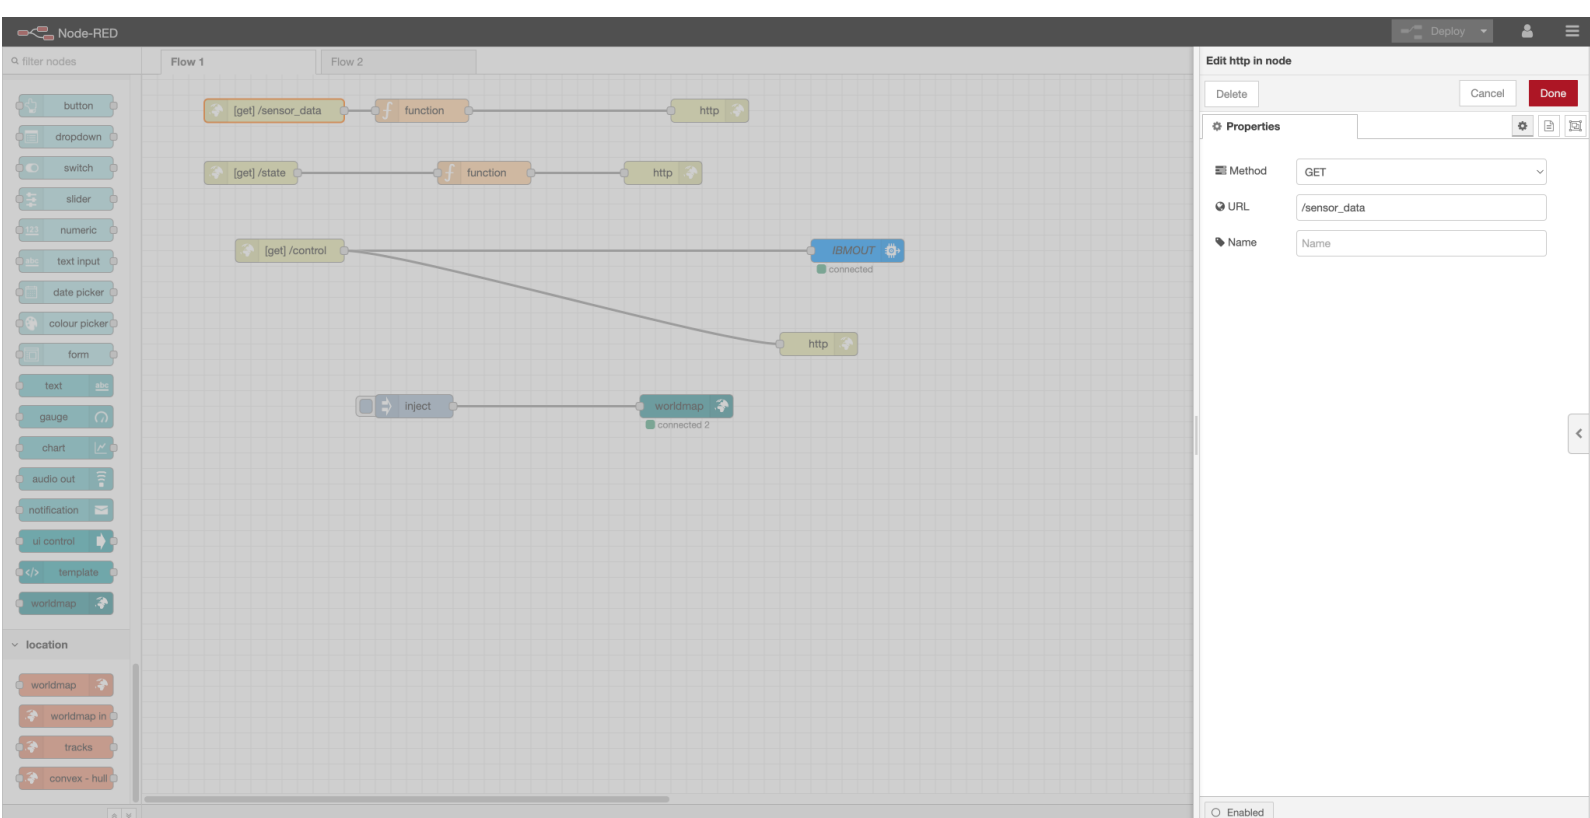 Node-RED
Deploy
filter nodes
Flow 1
Flow 2
button
dropdown
switch
slider
123
numeric
abc
text input
date picker
colour picker
form
text
abc
gauge
chart
audio out
notification
ui control
</>
template
worldmap
location
worldmap
worldmap in
tracks
convex - hull
[get] /sensor_data
f
function
http
[get] /state
f
function
http
[get] /control
IBMOUT
connected
http
inject
worldmap
connected 2
Edit http in node
Delete
Cancel
Done
Properties
Method
GET
URL
/sensor_data
Name
Name
Enabled